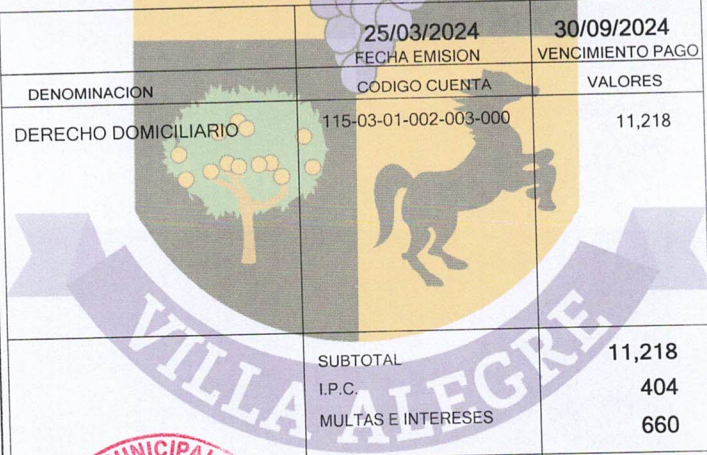 25/03/2024 30/09/2024
FECHA EMISION VENCIMIENTO PAGO
DENOMINACION CODIGO CUENTA VALORES
DERECHO DOMICILIARIO 115-03-01-002-003-000 11,218
SUBTOTAL 11,218
I.P.C. 404
MULTAS E INTERESES 660
VILLA ALEGRE